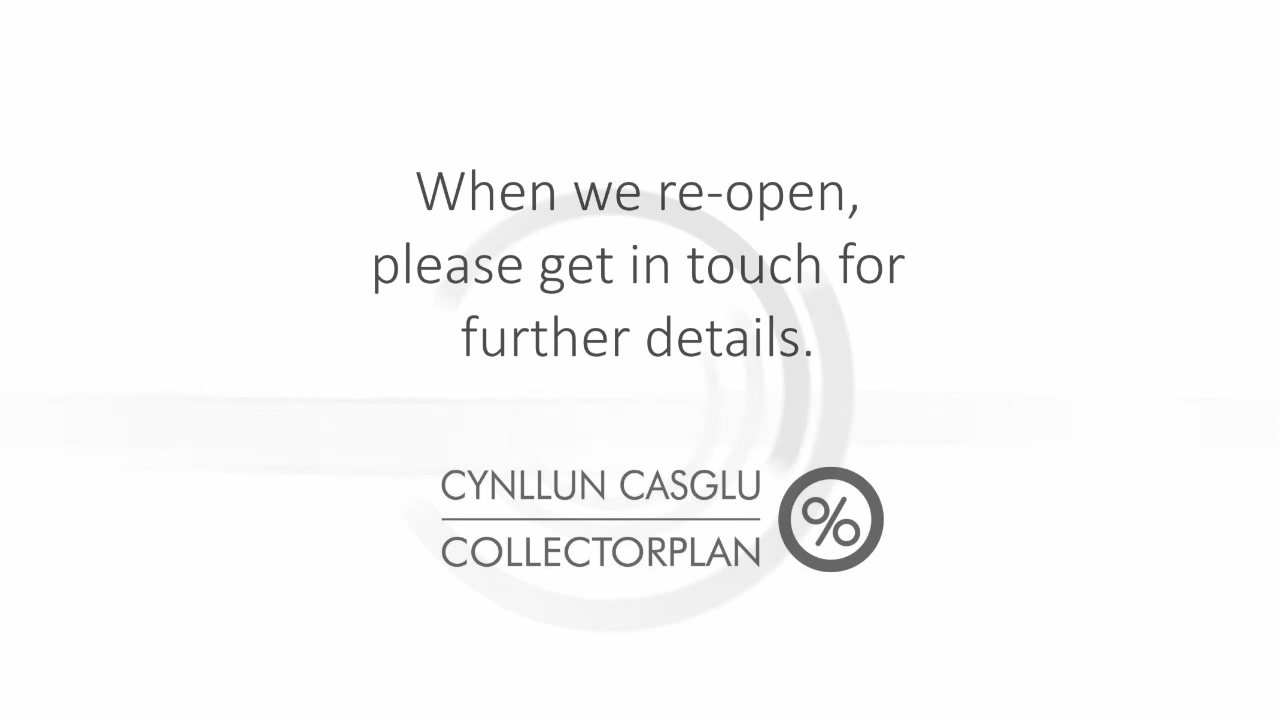 When we re-open,
please get in touch for
further details.
CYNLLUN CASGLU
COLLECTORPLAN
%